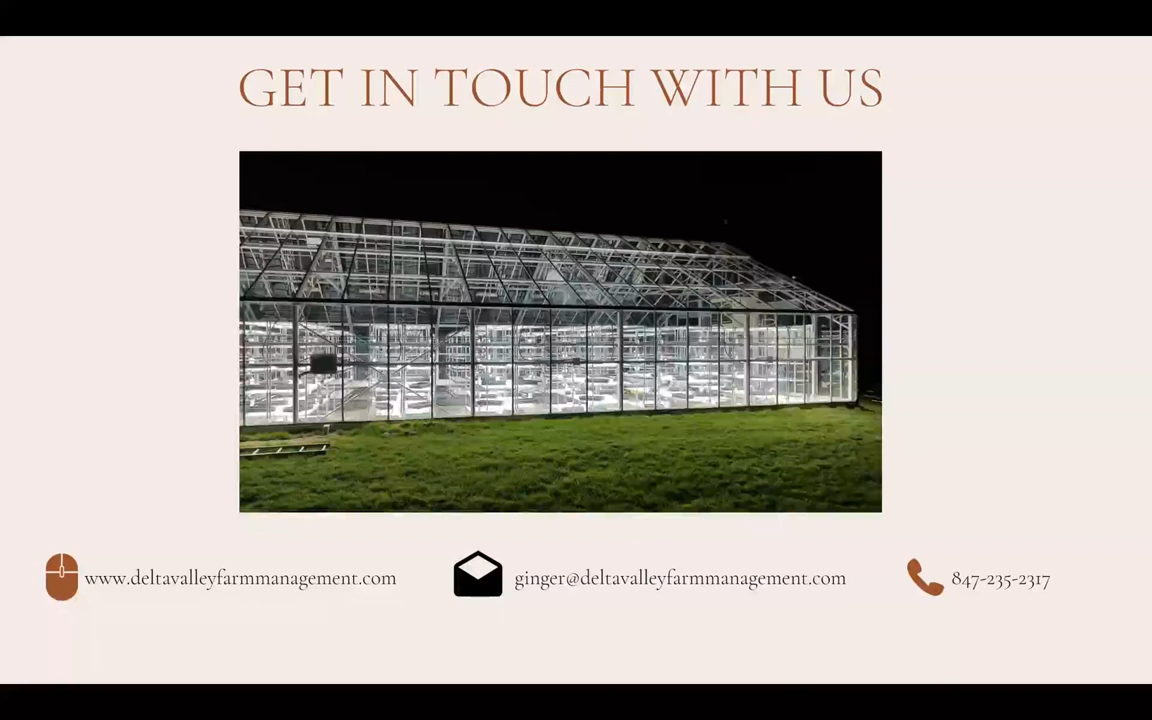 GET IN TOUCH WITH US
www.deltavalleyfarmmanagement.com
ginger@deltavalleyfarmmanagement.com
847-235-2317